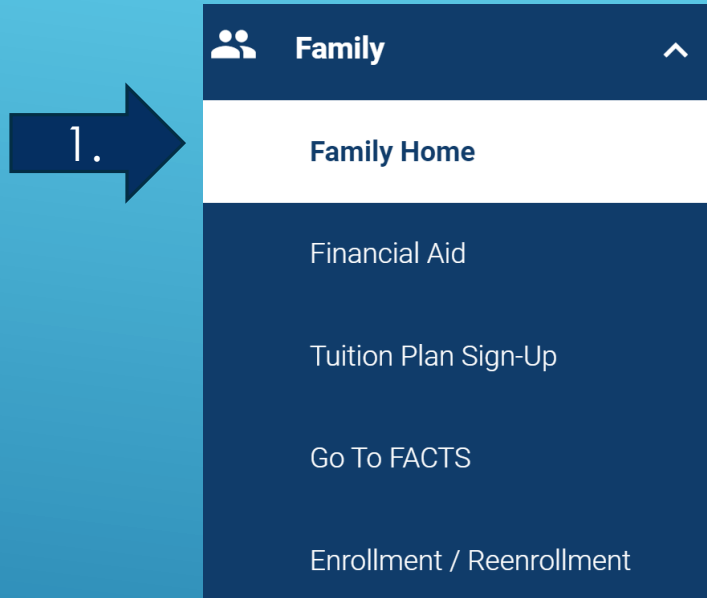 Family
1.
Family Home
Financial Aid
Tuition Plan Sign-Up
Go To FACTS
Enrollment / Reenrollment